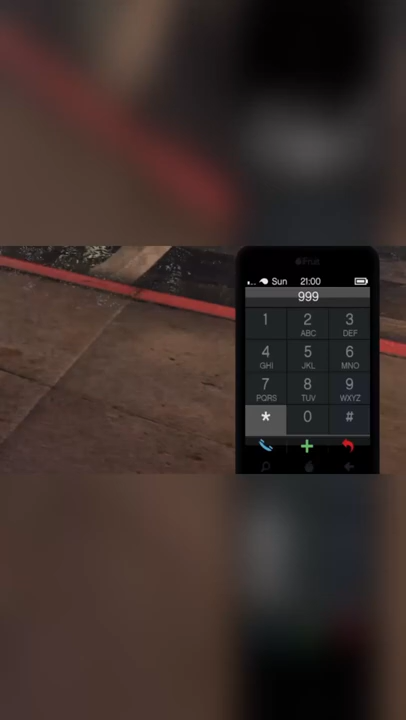 iFruit
Sun 21:00
999
1 2 3
ABC DEF
4 5 6
GHI JKL MNO
7 8 9
PQRS TUV WXYZ
* 0 #